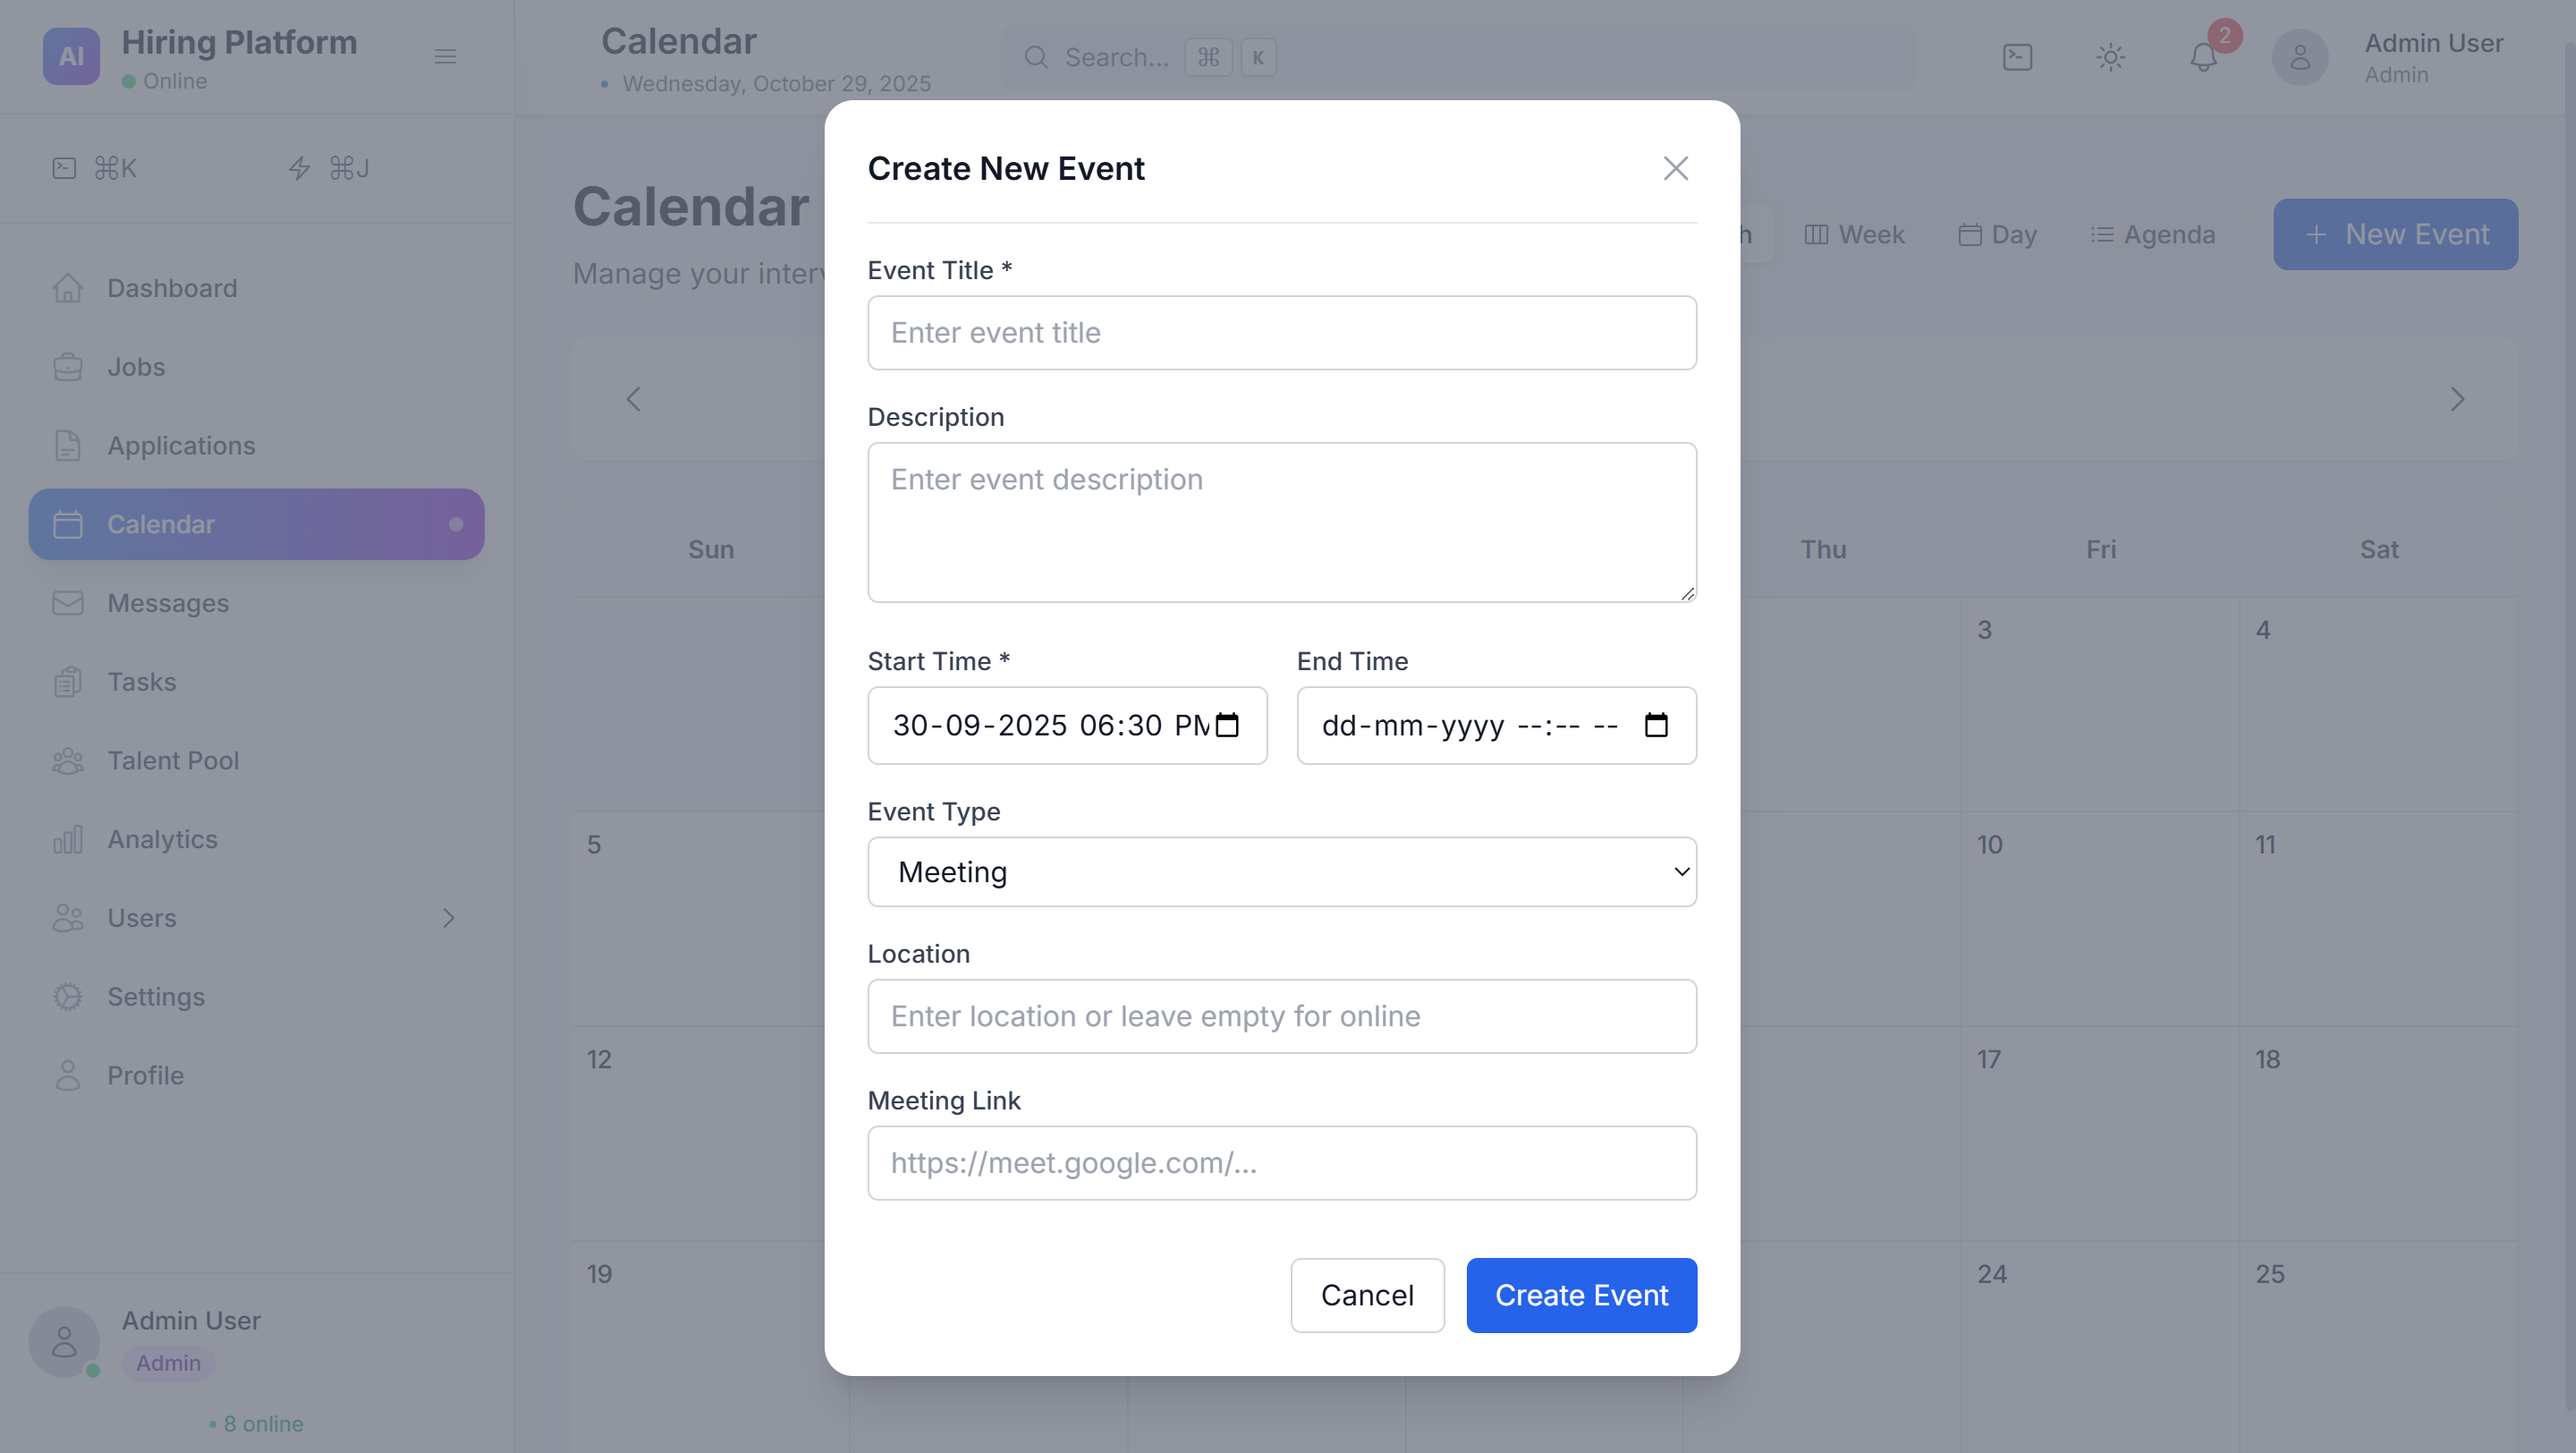 AI
Hiring Platform
Online
⌘K
⌘J
Dashboard
Jobs
Applications
Calendar
Messages
Tasks
Talent Pool
Analytics
Users
Settings
Profile
Admin User
Admin
• 8 online
Calendar
• Wednesday, October 29, 2025
Search...
⌘
K
2
Admin User
Admin
Calendar
Manage your
Week
Day
Agenda
+ New Event
Sun
Thu
Fri
Sat
3
4
5
10
11
12
17
18
19
24
25
Create New Event
Event Title *
Enter event title
Description
Enter event description
Start Time *
30-09-2025 06:30 PM
End Time
dd-mm-yyyy --:-- --
Event Type
Meeting
Location
Enter location or leave empty for online
Meeting Link
https://meet.google.com/...
Cancel
Create Event